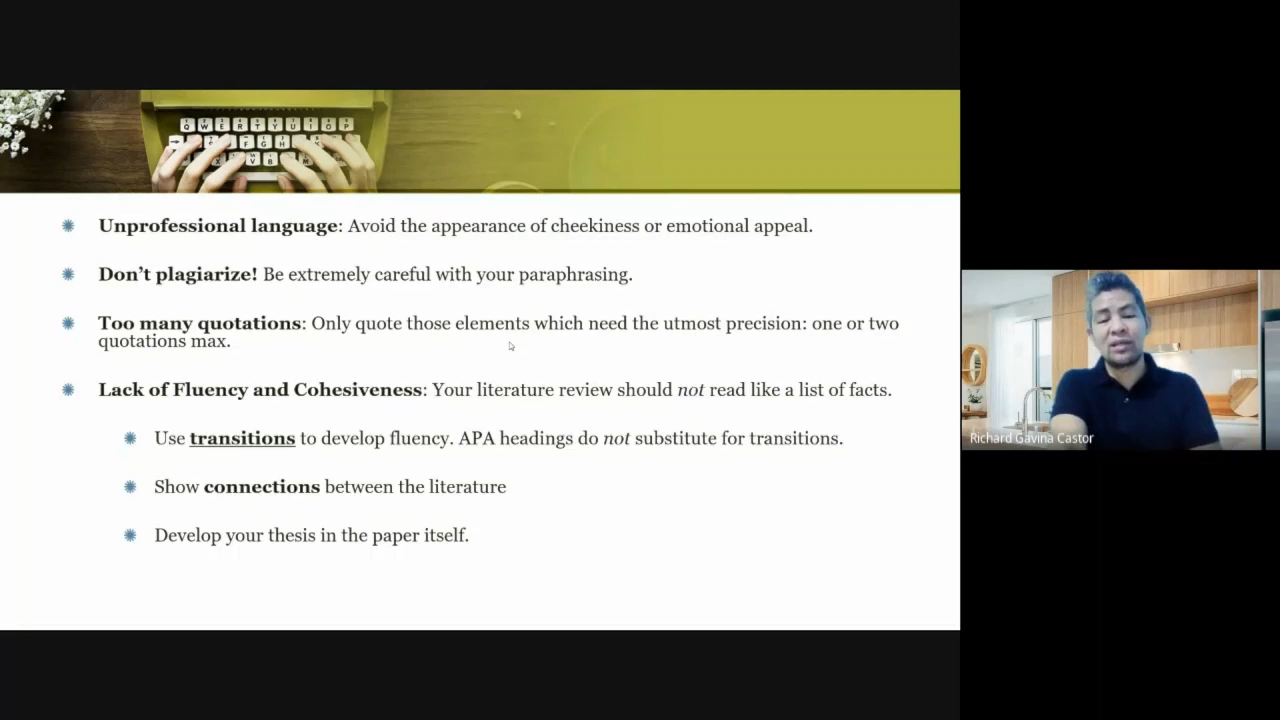 Q W E R T Y U I O P
F G H
V B M
Unprofessional language: Avoid the appearance of cheekiness or emotional appeal.
Don’t plagiarize! Be extremely careful with your paraphrasing.
Too many quotations: Only quote those elements which need the utmost precision: one or two
quotations max.
Lack of Fluency and Cohesiveness: Your literature review should not read like a list of facts.
Use transitions to develop fluency. APA headings do not substitute for transitions.
Show connections between the literature
Develop your thesis in the paper itself.
Richard Gavina Castor